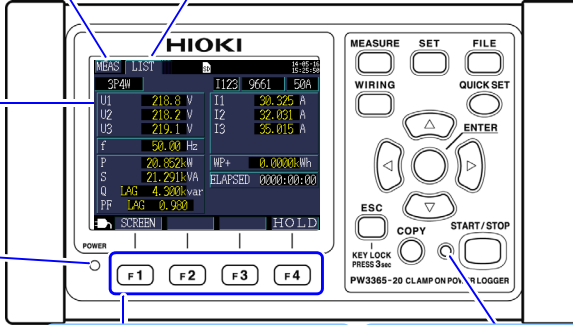 HIOKI
MEAS LIST
14-05-16
15:25:50
3P4W I123 9661 50A
U1 218.8 V I1 30.325 A
U2 218.2 V I2 32.031 A
U3 219.1 V I3 35.015 A
f 50.00 Hz
P 20.852kW WP+ 0.0000kWh
S 21.291kVA ELAPSED 0000:00:00
Q LAG 4.300kvar
PF LAG 0.980
SCREEN HOLD
POWER
F1 F2 F3 F4
MEASURE SET FILE
WIRING QUICK SET
ENTER
ESC
COPY START/STOP
KEY LOCK
PRESS 3sec
PW3365-20 CLAMP ON POWER LOGGER